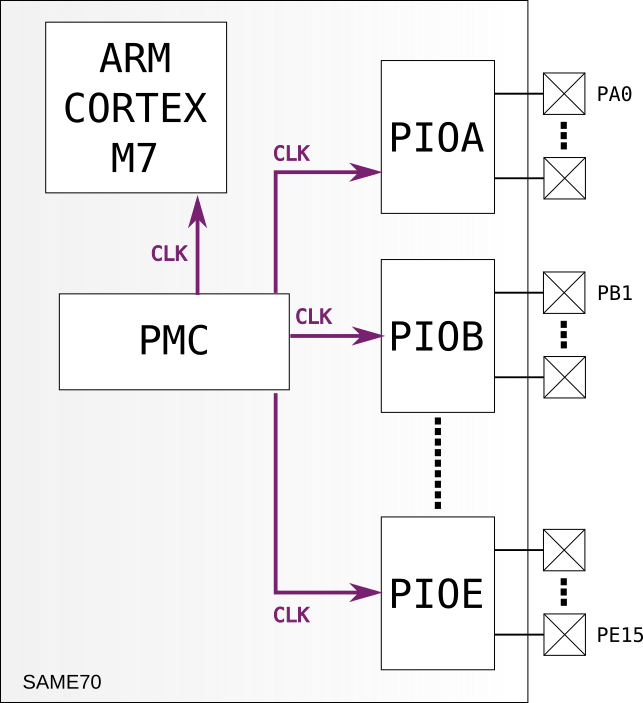 ARM
CORTEX
M7
PIOA
PA0
CLK
CLK
PMC
CLK
PIOB
PB1
PIOE
CLK
PE15
SAME70